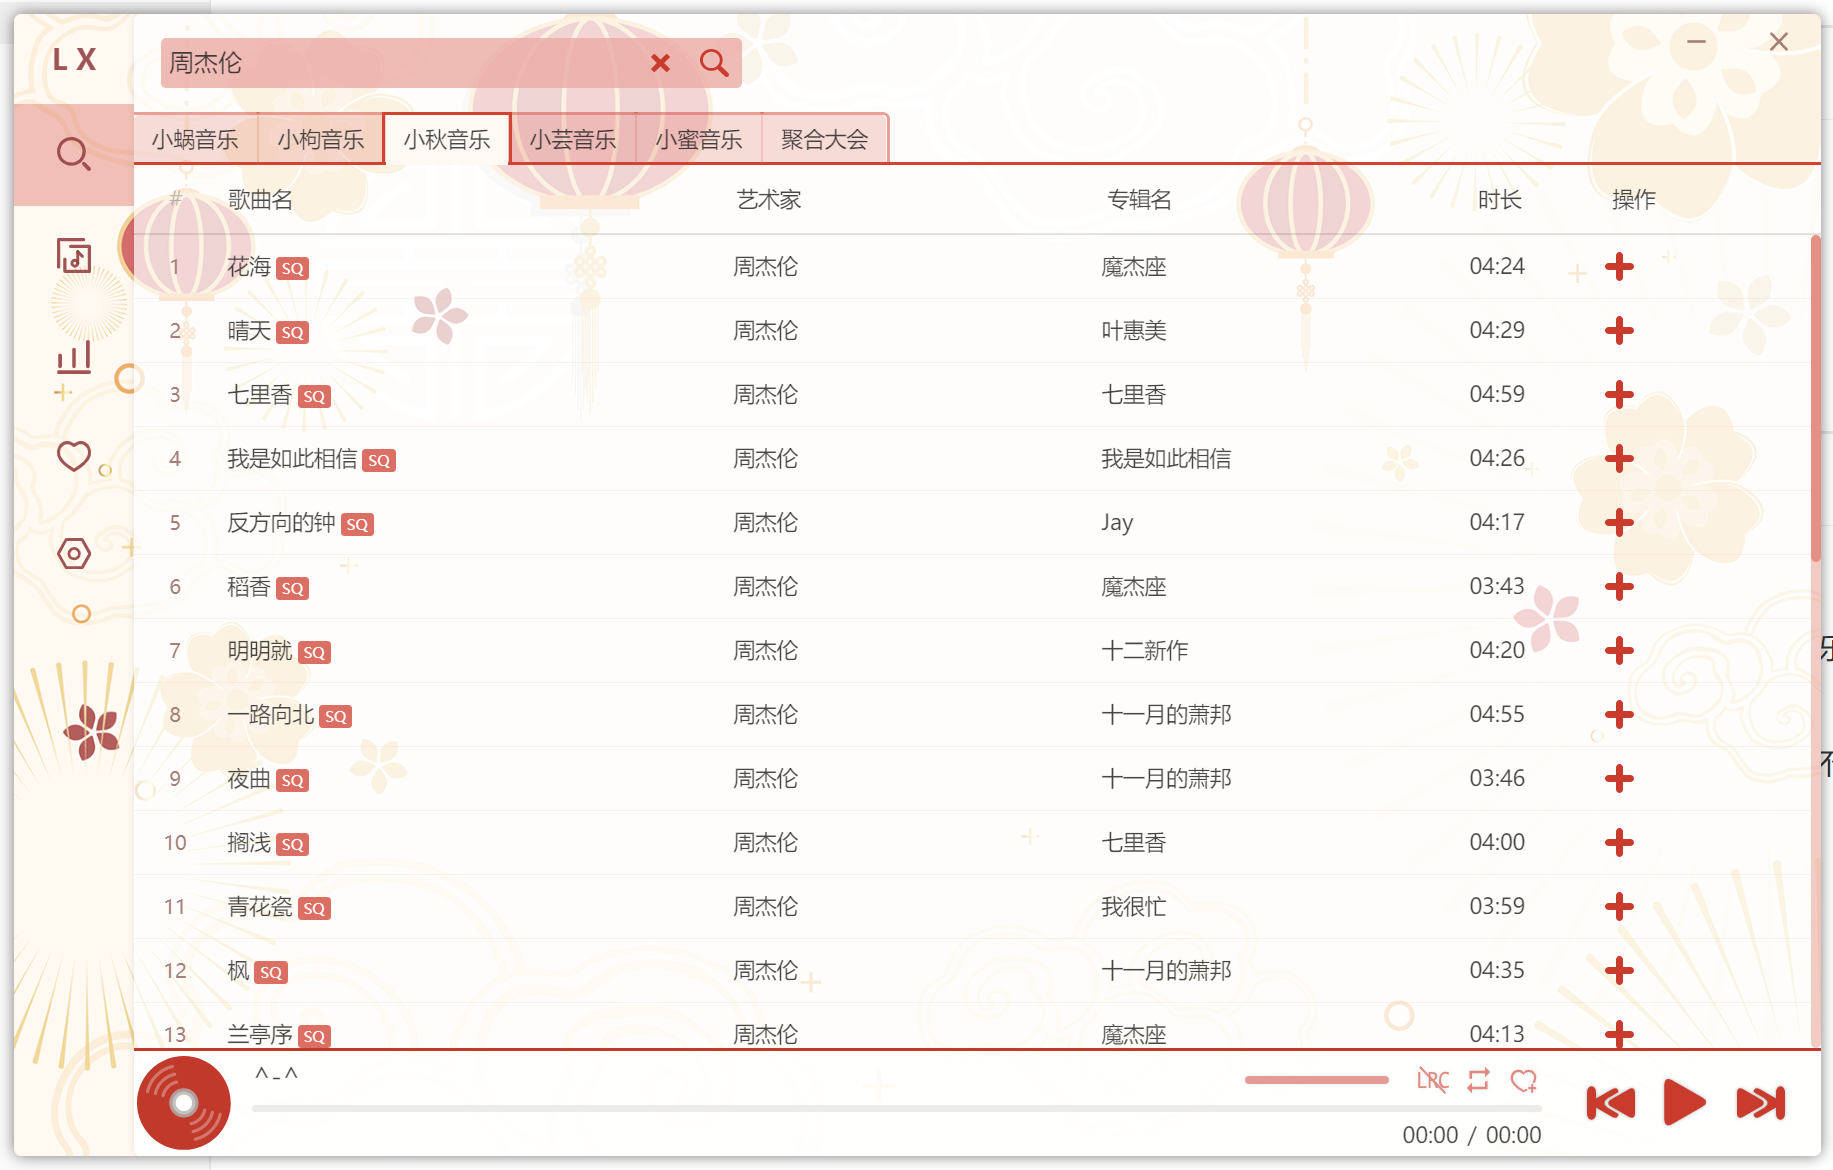 L X
周杰伦
小蜗音乐 小枸音乐 小秋音乐 小芸音乐 小蜜音乐 聚合大会
# 歌曲名 艺术家 专辑名 时长 操作
1 花海 SQ 周杰伦 魔杰座 04:24
2 晴天 SQ 周杰伦 叶惠美 04:29
3 七里香 SQ 周杰伦 七里香 04:59
4 我是如此相信 SQ 周杰伦 我是如此相信 04:26
5 反方向的钟 SQ 周杰伦 Jay 04:17
6 稻香 SQ 周杰伦 魔杰座 03:43
7 明明就 SQ 周杰伦 十二新作 04:20
8 一路向北 SQ 周杰伦 十一月的萧邦 04:55
9 夜曲 SQ 周杰伦 十一月的萧邦 03:46
10 搁浅 SQ 周杰伦 七里香 04:00
11 青花瓷 SQ 周杰伦 我很忙 03:59
12 枫 SQ 周杰伦 十一月的萧邦 04:35
13 兰亭序 SQ 周杰伦 魔杰座 04:13
^-^
LRC
00:00 / 00:00